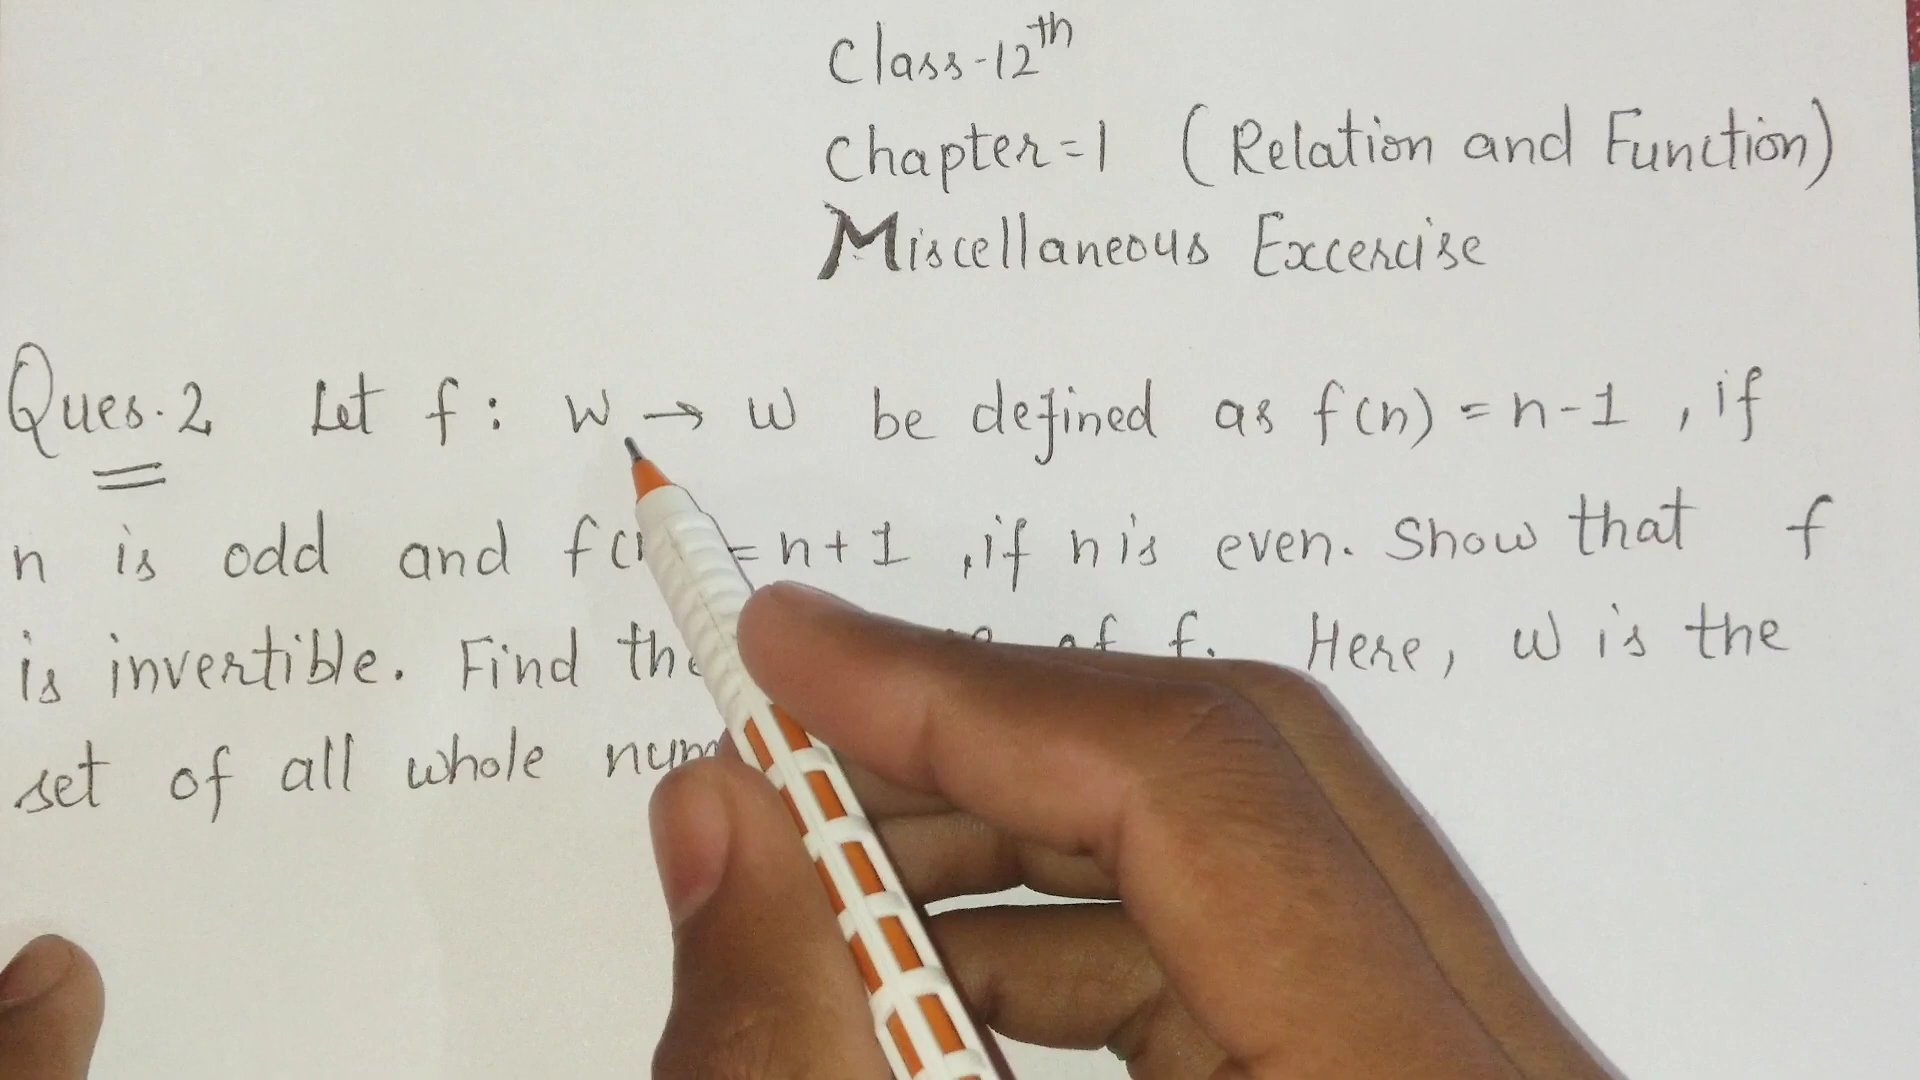 Class-12th
Chapter=1 (Relation and Function)
Miscellaneous Excercise
Ques.2 Let f: W → W be defined as f(n) = n-1 , if
n is odd and = n+1 , if n is even. Show that f
is invertible. Find of f. Here, W is the
set of all whole